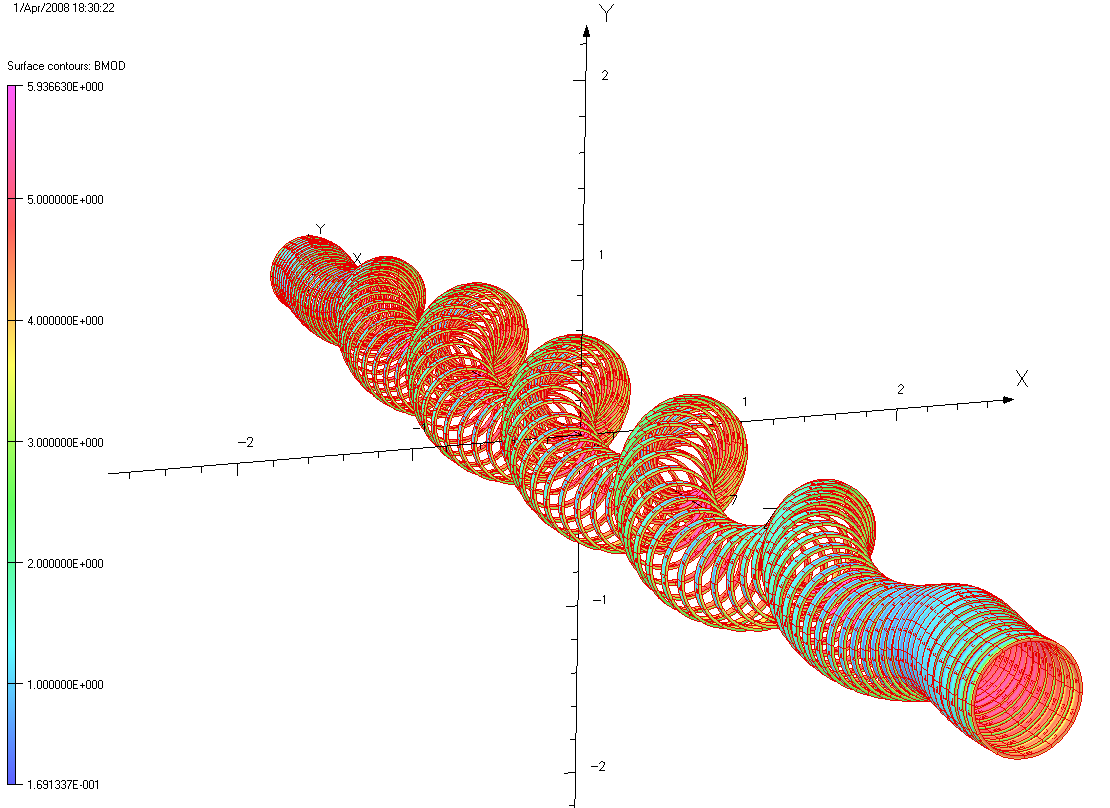 1/Apr/2008 18:30:22
Y
Surface contours: BMOD
2
5.936630E+000
5.000000E+000
Y
1
X
4.000000E+000
X
2
1
3.000000E+000
-2
Z
2.000000E+000
-1
1.000000E+000
-2
1.691337E-001